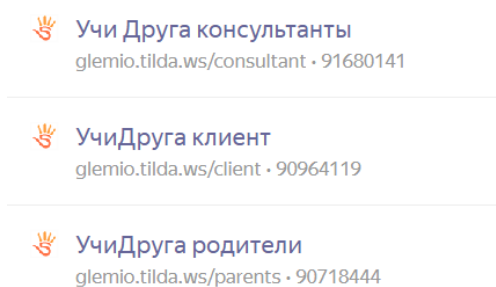 Учи Друга консультанты
glemio.tilda.ws/consultant · 91680141
УчиДруга клиент
glemio.tilda.ws/client · 90964119
УчиДруга родители
glemio.tilda.ws/parents · 90718444